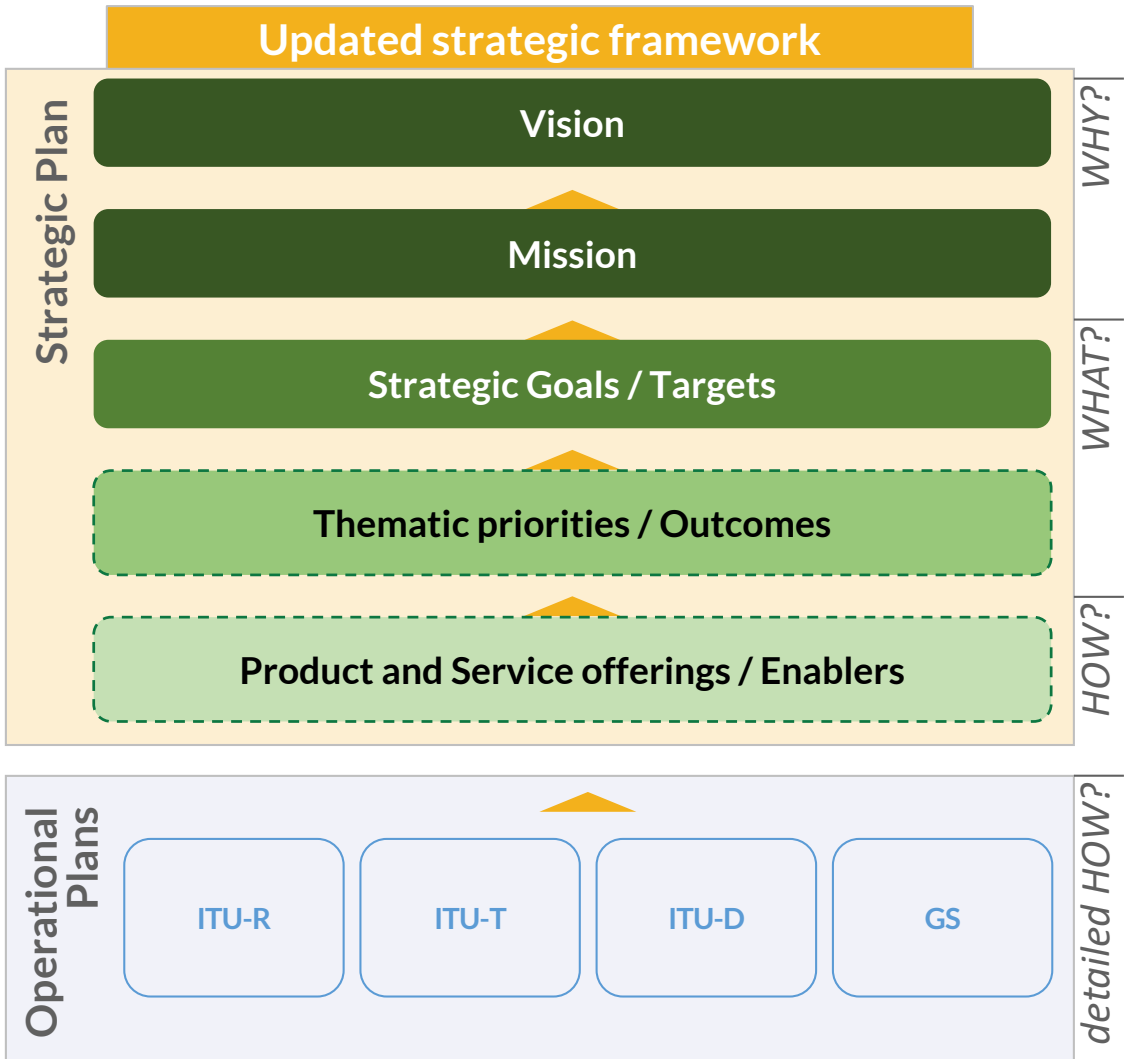 Updated strategic framework
Strategic Plan
Vision
WHY?
Mission
Strategic Goals / Targets
WHAT?
Thematic priorities / Outcomes
Product and Service offerings / Enablers
HOW?
Operational
Plans
ITU-R
ITU-T
ITU-D
GS
detailed HOW?